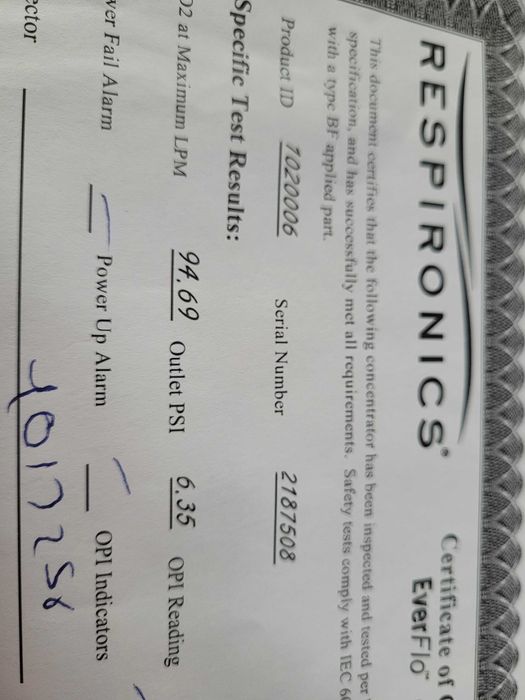 RESPIRONICS®
Certificate of
EverFlo™
This document certifies that the following concentrator has been inspected and tested per
specification, and has successfully met all requirements. Safety tests comply with IEC
with a type BF applied part.
Product ID 1020006 Serial Number 2187508
Specific Test Results:
O2 at Maximum LPM 94.69 Outlet PSI 6.35 OPI Reading
wer Fail Alarm Power Up Alarm OPI Indicators
ector